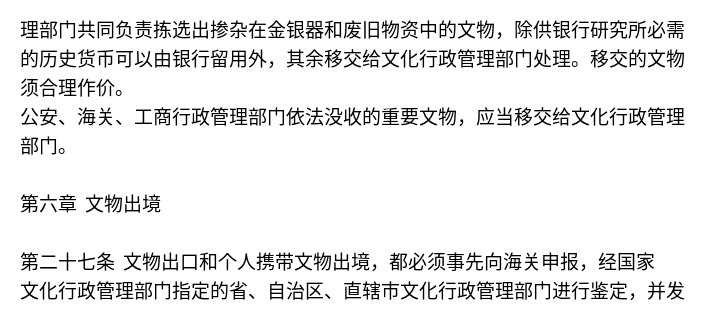 理部门共同负责拣选出掺杂在金银器和废旧物资中的文物，除供银行研究所必需
的历史货币可以由银行留用外，其余移交给文化行政管理部门处理。移交的文物
须合理作价。
公安、海关、工商行政管理部门依法没收的重要文物，应当移交给文化行政管理
部门。
第六章 文物出境
第二十七条 文物出口和个人携带文物出境，都必须事先向海关申报，经国家
文化行政管理部门指定的省、自治区、直辖市文化行政管理部门进行鉴定，并发